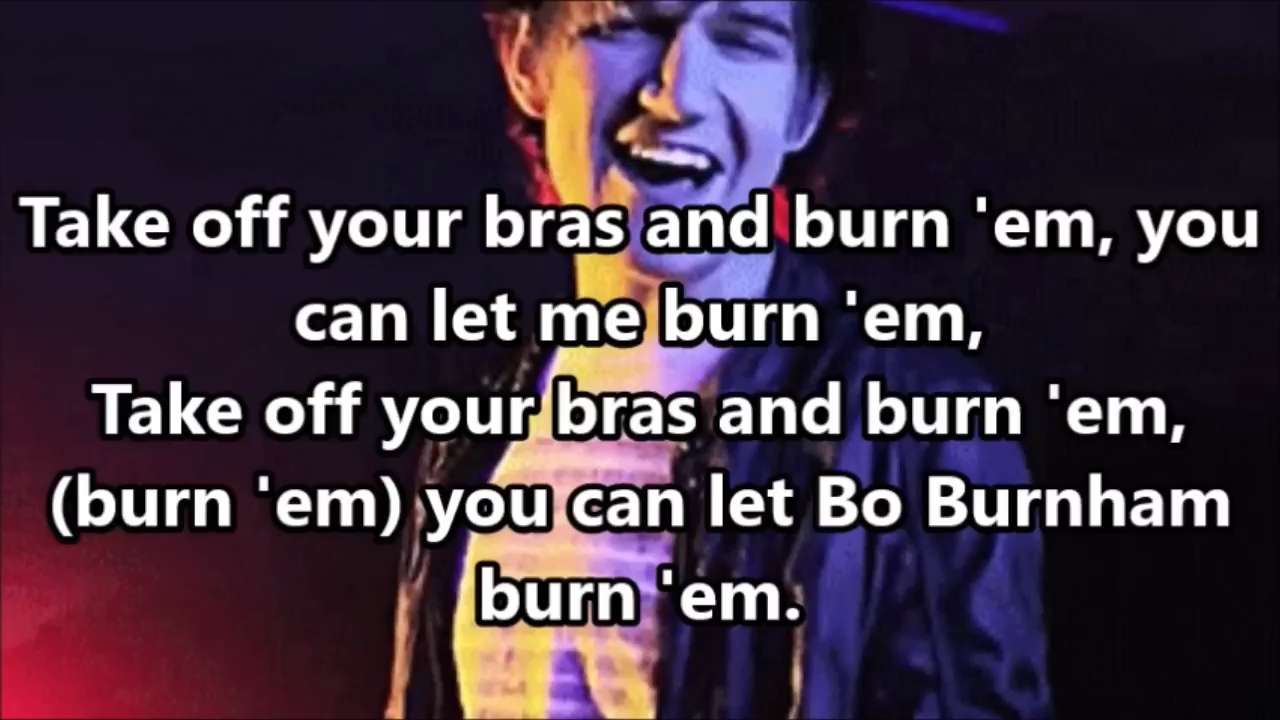 Take off your bras and burn 'em, you
can let me burn 'em,
Take off your bras and burn 'em,
(burn 'em) you can let Bo Burnham
burn 'em.